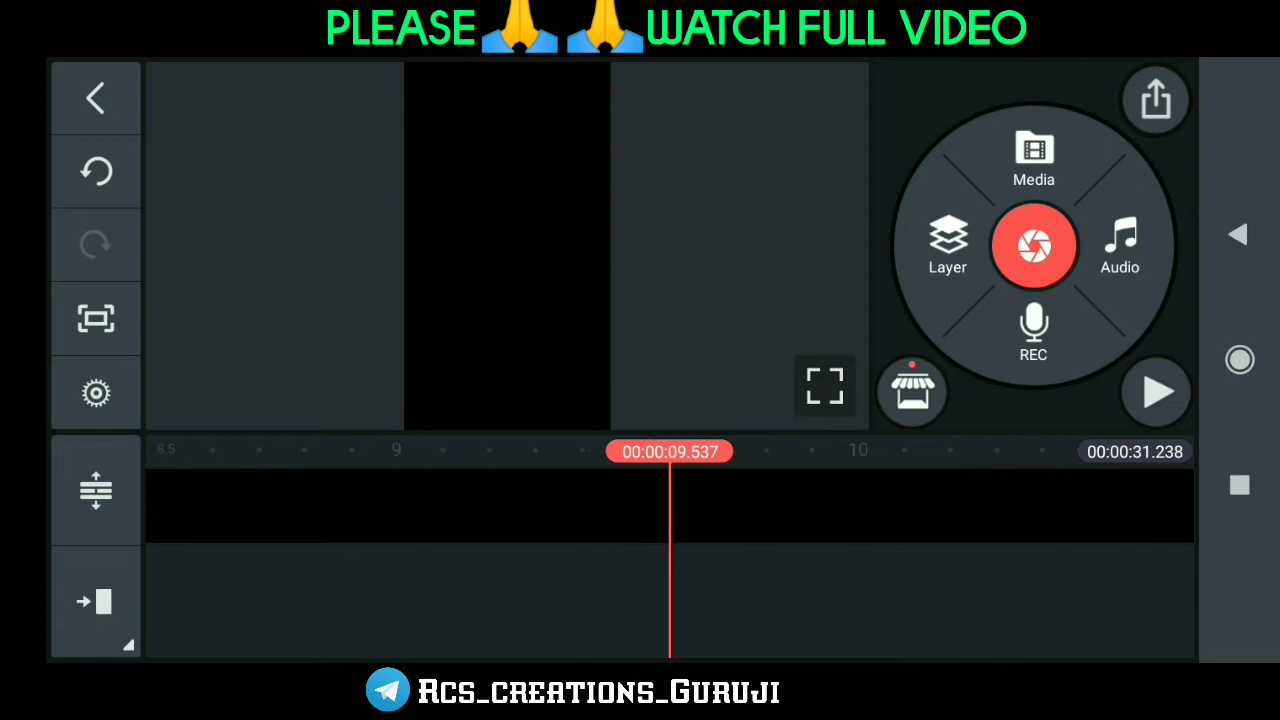 PLEASE🙏 🙏WATCH FULL VIDEO
Media
Layer
Audio
REC
8.5
9
00:00:09.537
10
00:00:31.238
Rcs_creations_Guruji